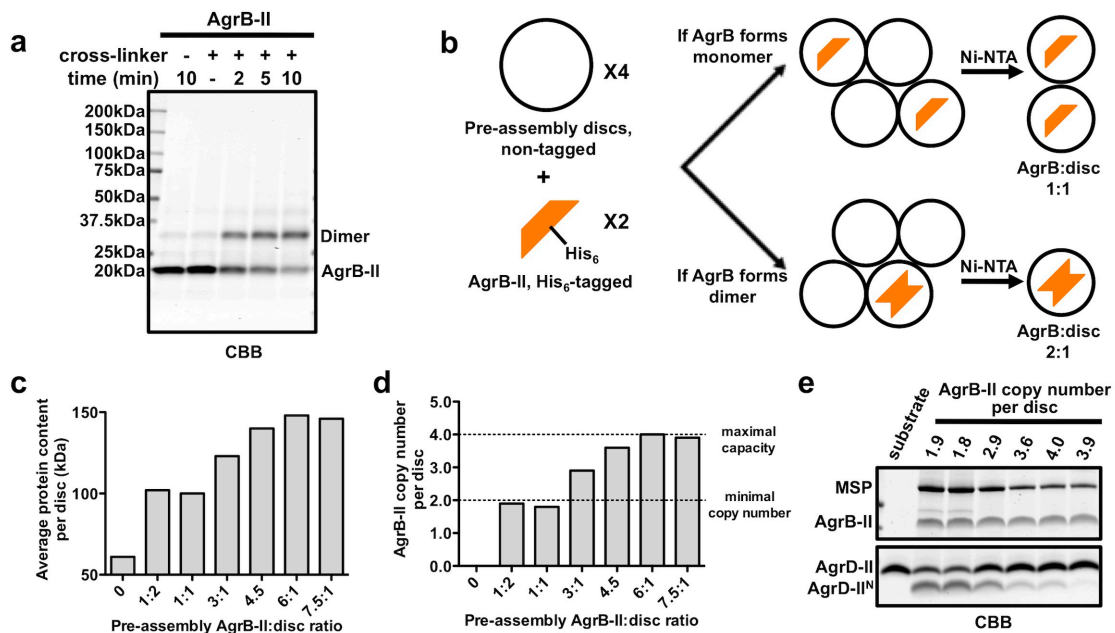 a
AgrB-II
cross-linker - + + + +
time (min) 10 - 2 5 10
200kDa
150kDa
100kDa
75kDa
50kDa
37.5kDa
25kDa
20kDa
Dimer
AgrB-II
CBB
b
X4
Pre-assembly discs,
non-tagged
+
X2
His6
AgrB-II, His6-tagged
If AgrB forms
monomer
Ni-NTA
AgrB:disc
1:1
If AgrB forms
dimer
Ni-NTA
AgrB:disc
2:1
c
Average protein content
per disc (kDa)
150
100
50
0 1:2 1:1 3:1 4.5 6:1 7.5:1
Pre-assembly AgrB-II:disc ratio
d
AgrB-II copy number
per disc
5.0
4.0
3.0
2.0
1.0
0.0
maximal
capacity
minimal
copy number
0 1:2 1:1 3:1 4.5 6:1 7.5:1
Pre-assembly AgrB-II:disc ratio
e
AgrB-II copy number
per disc
substrate 1.9 1.8 2.9 3.6 4.0 3.9
MSP
AgrB-II
AgrD-II
AgrD-IIN
CBB